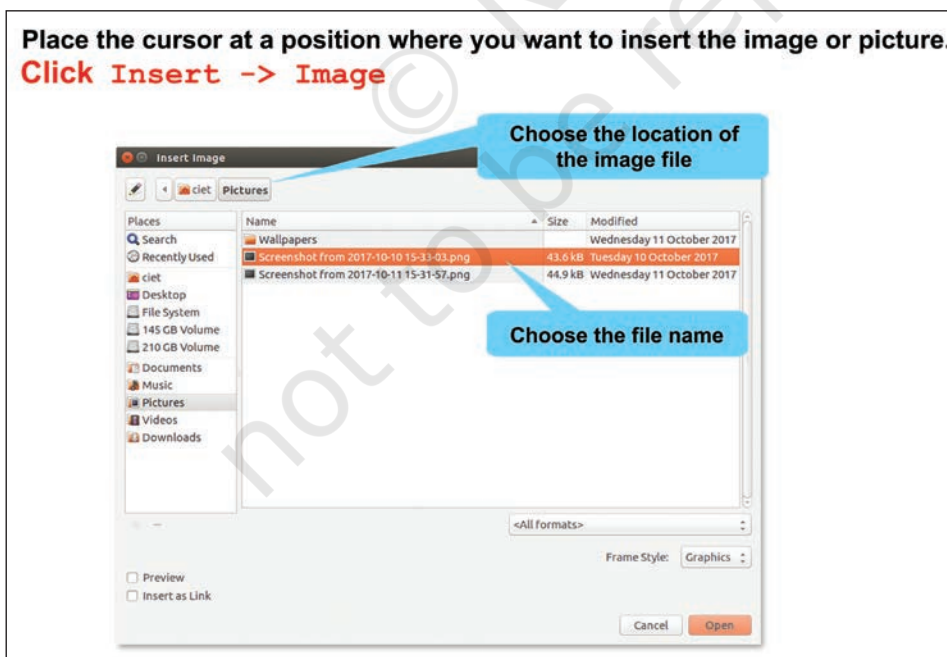 Place the cursor at a position where you want to insert the image or picture.
Click Insert -> Image
Choose the location of
the image file
Insert Image
ciet Pictures
Places Name Size Modified
Search Wallpapers Wednesday 11 October 2017
Recently Used Screenshot from 2017-10-10 15-33-03.png 43.6 kB Tuesday 10 October 2017
ciet Screenshot from 2017-10-11 15-31-57.png 44.9 kB Wednesday 11 October 2017
Desktop
File System
145 GB Volume
210 GB Volume
Choose the file name
Documents
Music
Pictures
Videos
Downloads
<All formats>
Frame Style: Graphics
Preview
Insert as Link
Cancel Open
©
not to be re